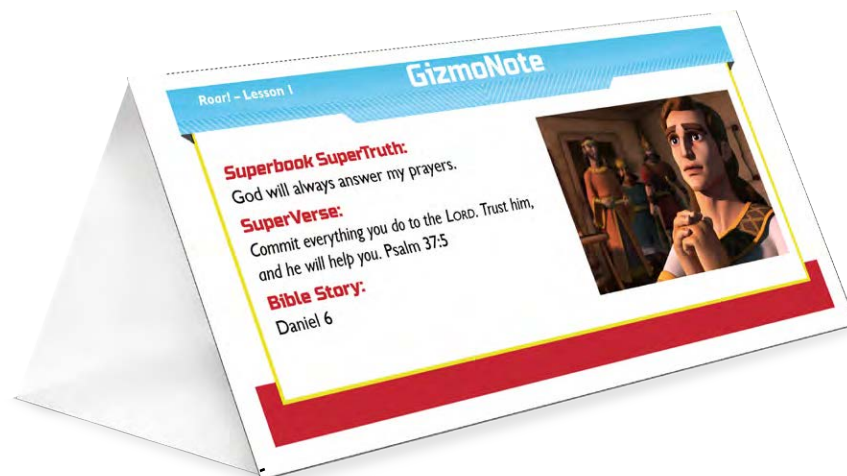 Roar! – Lesson 1
GizmoNote
Superbook SuperTruth:
God will always answer my prayers.
SuperVerse:
Commit everything you do to the LORD. Trust him,
and he will help you. Psalm 37:5
Bible Story:
Daniel 6